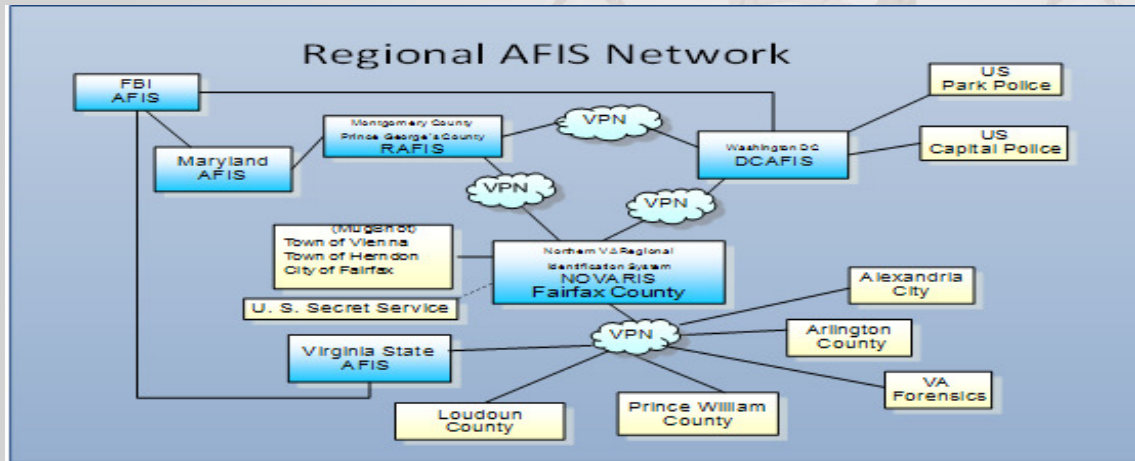 Regional AFIS Network
FBI
AFIS
US
Park Police
Montgomery County
Prince George's County
RAFIS
VPN
Washington DC
DCAFIS
US
Capital Police
Maryland
AFIS
VPN
VPN
(Mugshot)
Town of Vienna
Town of Herndon
City of Fairfax
Northern VA Regional
Identification System
NOVARIS
Fairfax County
U. S. Secret Service
Alexandria
City
VPN
Arlington
County
Virginia State
AFIS
VA
Forensics
Loudoun
County
Prince William
County